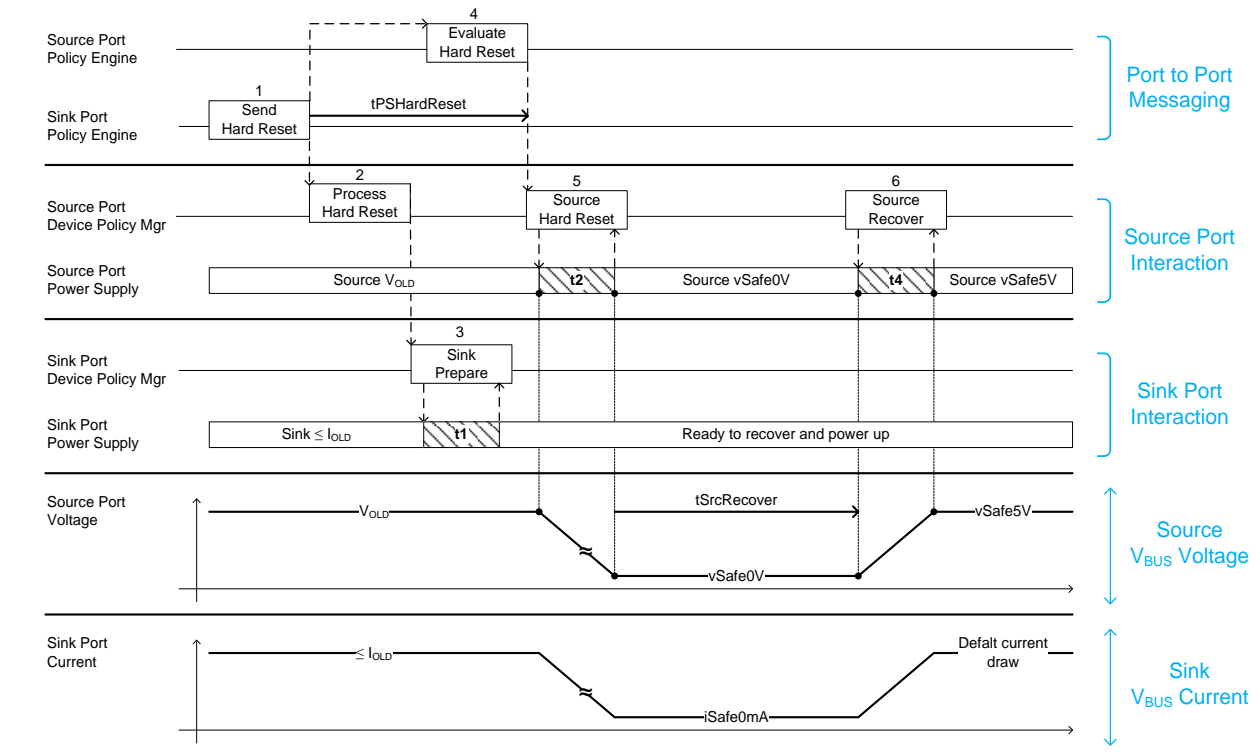 4
Source Port
Policy Engine
Evaluate
Hard Reset
Port to Port
Messaging
1
Sink Port
Policy Engine
Send
Hard Reset
tPSHardReset
2
5
6
Source Port
Device Policy Mgr
Process
Hard Reset
Source
Hard Reset
Source
Recover
Source Port
Interaction
Source Port
Power Supply
Source VOLD
t2
Source vSafe0V
t4
Source vSafe5V
3
Sink Port
Device Policy Mgr
Sink
Prepare
Sink Port
Interaction
Sink Port
Power Supply
Sink ≤ IOLD
t1
Ready to recover and power up
Source Port
Voltage
VOLD
tSrcRecover
vSafe5V
≈
vSafe0V
Source
VBUS Voltage
Sink Port
Current
≤ IOLD
Defalt current
draw
≈
iSafe0mA
Sink
VBUS Current